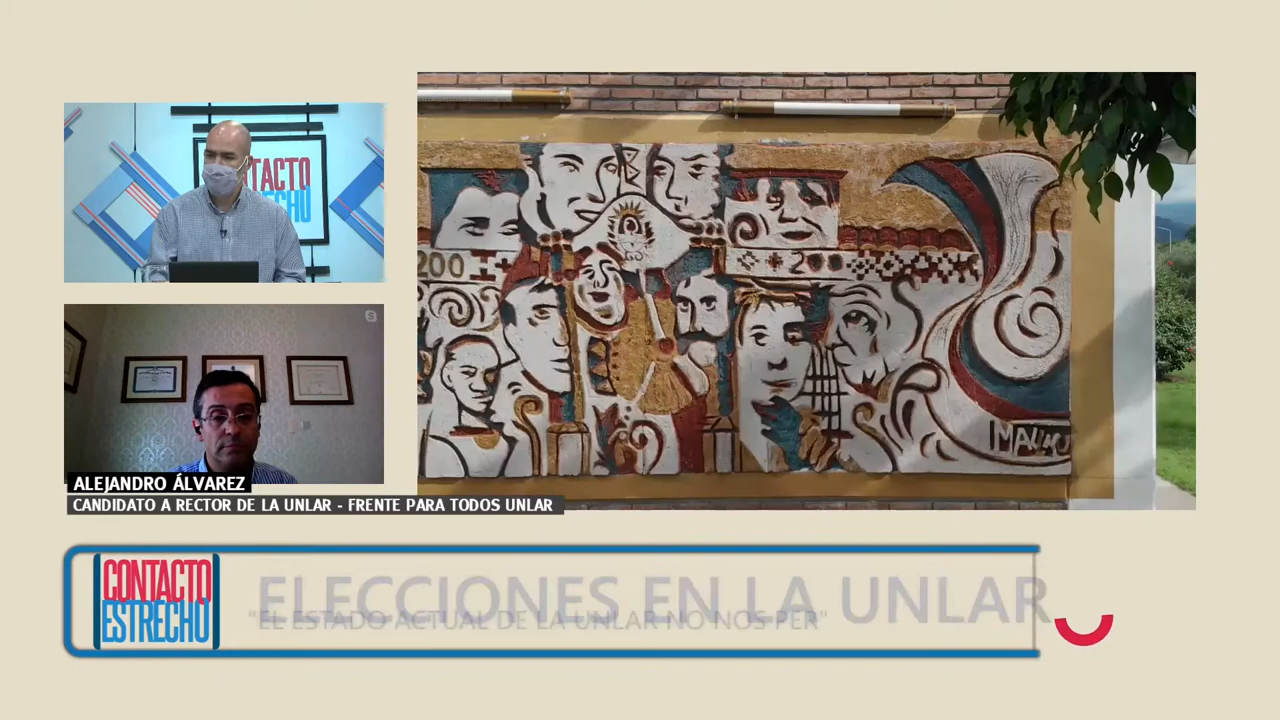 CONTACTO
ESTRECHO
200
200
ALEJANDRO ÁLVAREZ
CANDIDATO A RECTOR DE LA UNLAR - FRENTE PARA TODOS UNLAR
CONTACTO
ESTRECHO
ELECCIONES EN LA UNLAR
"EL ESTADO ACTUAL DE LA UNLAR NO NOS PER"